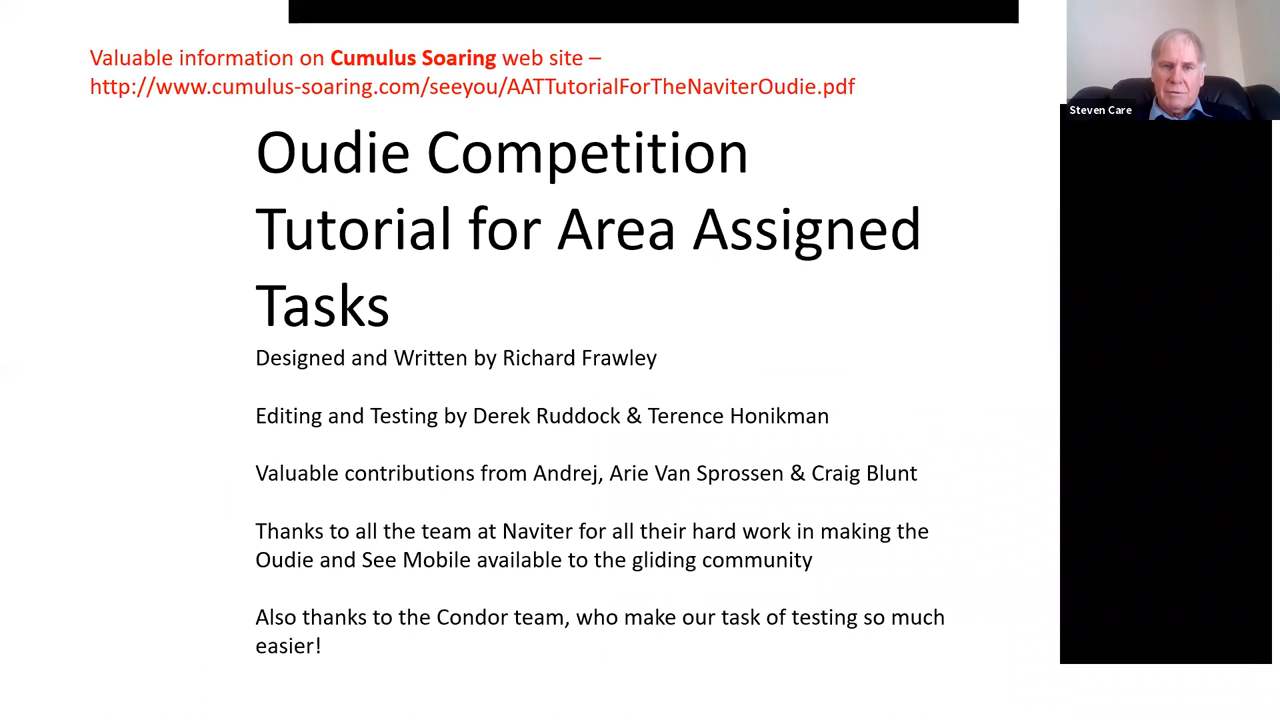 Valuable information on Cumulus Soaring web site –
http://www.cumulus-soaring.com/seeyou/AATTutorialForTheNaviterOudie.pdf
Steven Care
Oudie Competition
Tutorial for Area Assigned
Tasks
Designed and Written by Richard Frawley
Editing and Testing by Derek Ruddock & Terence Honikman
Valuable contributions from Andrej, Arie Van Sprossen & Craig Blunt
Thanks to all the team at Naviter for all their hard work in making the
Oudie and See Mobile available to the gliding community
Also thanks to the Condor team, who make our task of testing so much
easier!